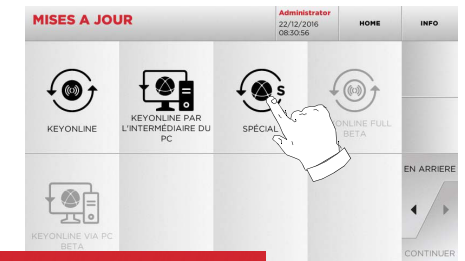 MISES A JOUR
Administrator
22/12/2016
08:30:56
HOME
INFO
KEYONLINE
KEYONLINE PAR
L'INTERMÉDIAIRE DU
PC
S
SPÉCIAL
ONLINE FULL
BETA
EN ARRIERE
KEYONLINE VIA PC
BETA
CONTINUER